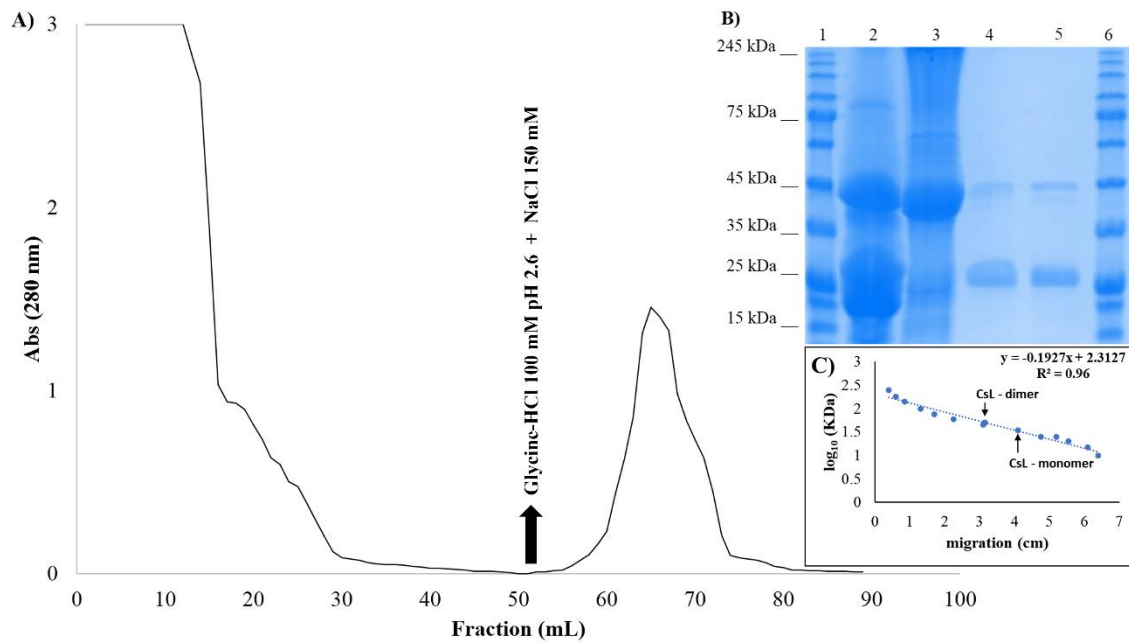 A)
3
2
1
0
Abs (280 nm)
0 10 20 30 40 50 60 70 80 90 100
Fraction (mL)
Glycine-HCl 100 mM pH 2.6 + NaCl 150 mM
B)
1 2 3 4 5 6
245 kDa
75 kDa
45 kDa
35 kDa
25 kDa
15 kDa
C)
y = -0.1927x + 2.3127
R² = 0.96
3
2.5
2
1.5
1
0.5
0
log₁₀ (KDa)
CsL - dimer
CsL - monomer
0 1 2 3 4 5 6 7
migration (cm)